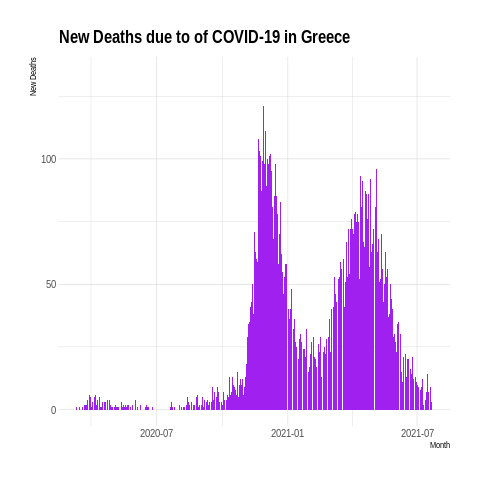 New Deaths due to of COVID-19 in Greece
New Deaths
100
50
0
2020-07
2021-01
2021-07
Month